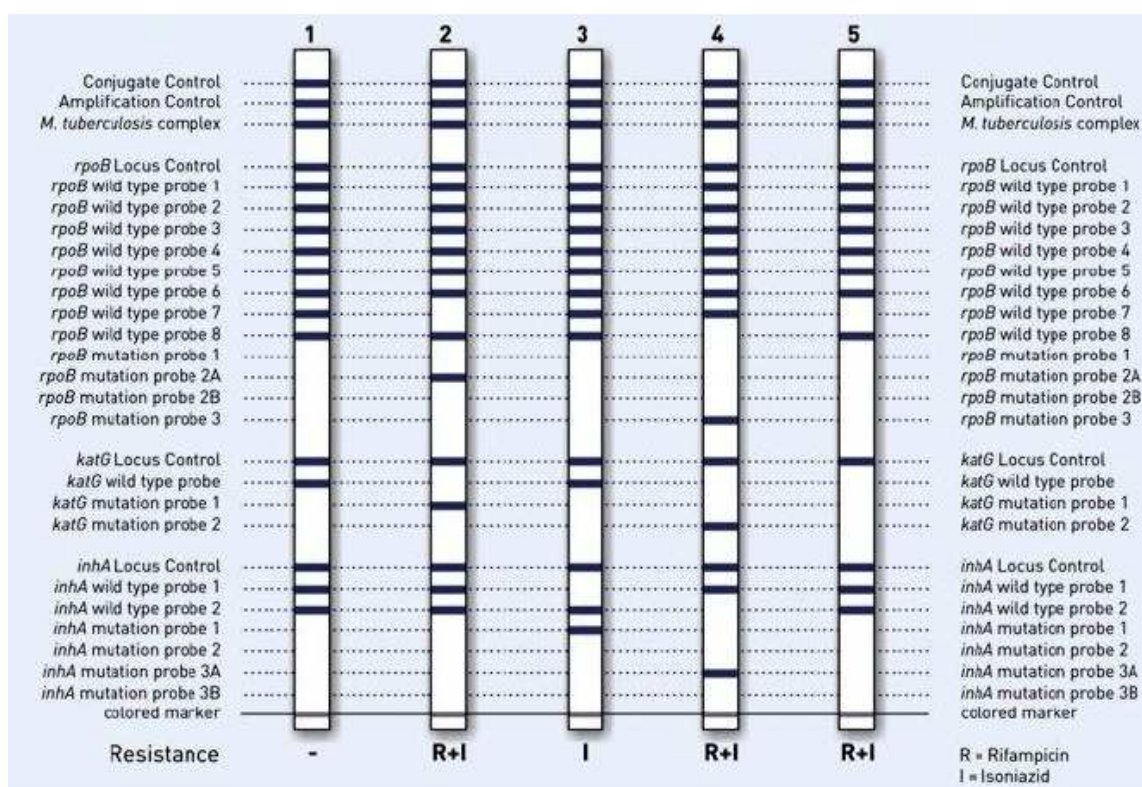 1 2 3 4 5
Conjugate Control Conjugate Control
Amplification Control Amplification Control
M. tuberculosis complex M. tuberculosis complex
rpoB Locus Control rpoB Locus Control
rpoB wild type probe 1 rpoB wild type probe 1
rpoB wild type probe 2 rpoB wild type probe 2
rpoB wild type probe 3 rpoB wild type probe 3
rpoB wild type probe 4 rpoB wild type probe 4
rpoB wild type probe 5 rpoB wild type probe 5
rpoB wild type probe 6 rpoB wild type probe 6
rpoB wild type probe 7 rpoB wild type probe 7
rpoB wild type probe 8 rpoB wild type probe 8
rpoB mutation probe 1 rpoB mutation probe 1
rpoB mutation probe 2A rpoB mutation probe 2A
rpoB mutation probe 2B rpoB mutation probe 2B
rpoB mutation probe 3 rpoB mutation probe 3
katG Locus Control katG Locus Control
katG wild type probe katG wild type probe
katG mutation probe 1 katG mutation probe 1
katG mutation probe 2 katG mutation probe 2
inhA Locus Control inhA Locus Control
inhA wild type probe 1 inhA wild type probe 1
inhA wild type probe 2 inhA wild type probe 2
inhA mutation probe 1 inhA mutation probe 1
inhA mutation probe 2 inhA mutation probe 2
inhA mutation probe 3A inhA mutation probe 3A
inhA mutation probe 3B inhA mutation probe 3B
colored marker colored marker
Resistance - R+I I R+I R+I R = Rifampicin
I = Isoniazid